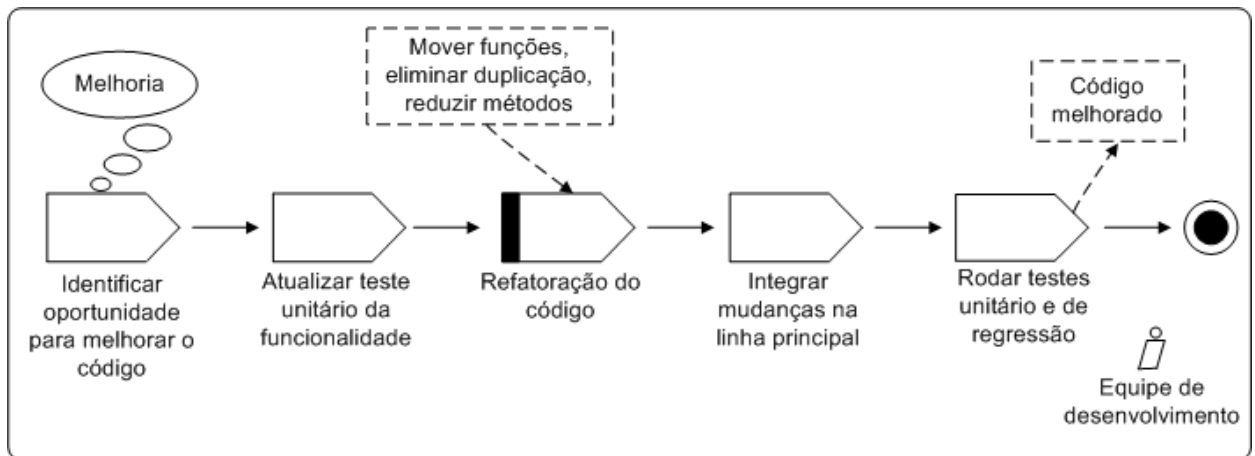 Melhoria
Mover funções,
eliminar duplicação,
reduzir métodos
Código
melhorado
Identificar
oportunidade
para melhorar o
código
Atualizar teste
unitário da
funcionalidade
Refatoração do
código
Integrar
mudanças na
linha principal
Rodar testes
unitário e de
regressão
Equipe de
desenvolvimento